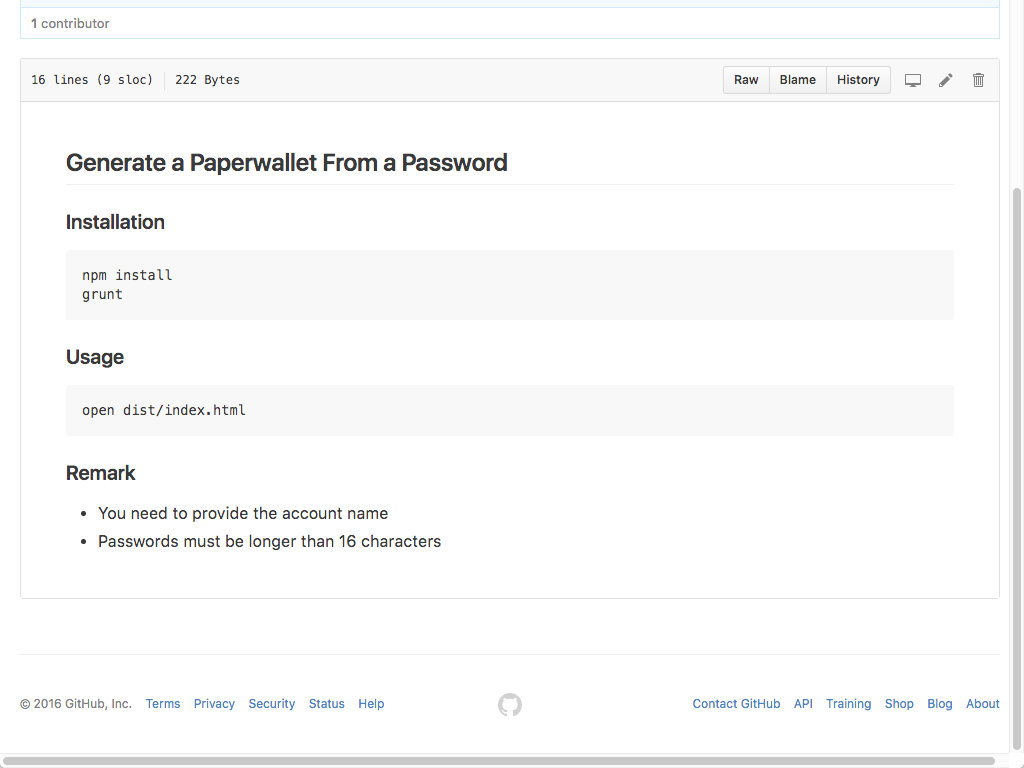 1 contributor
16 lines (9 sloc) 222 Bytes Raw Blame History
Generate a Paperwallet From a Password
Installation
npm install
grunt
Usage
open dist/index.html
Remark
• You need to provide the account name
• Passwords must be longer than 16 characters
© 2016 GitHub, Inc. Terms Privacy Security Status Help Contact GitHub API Training Shop Blog About